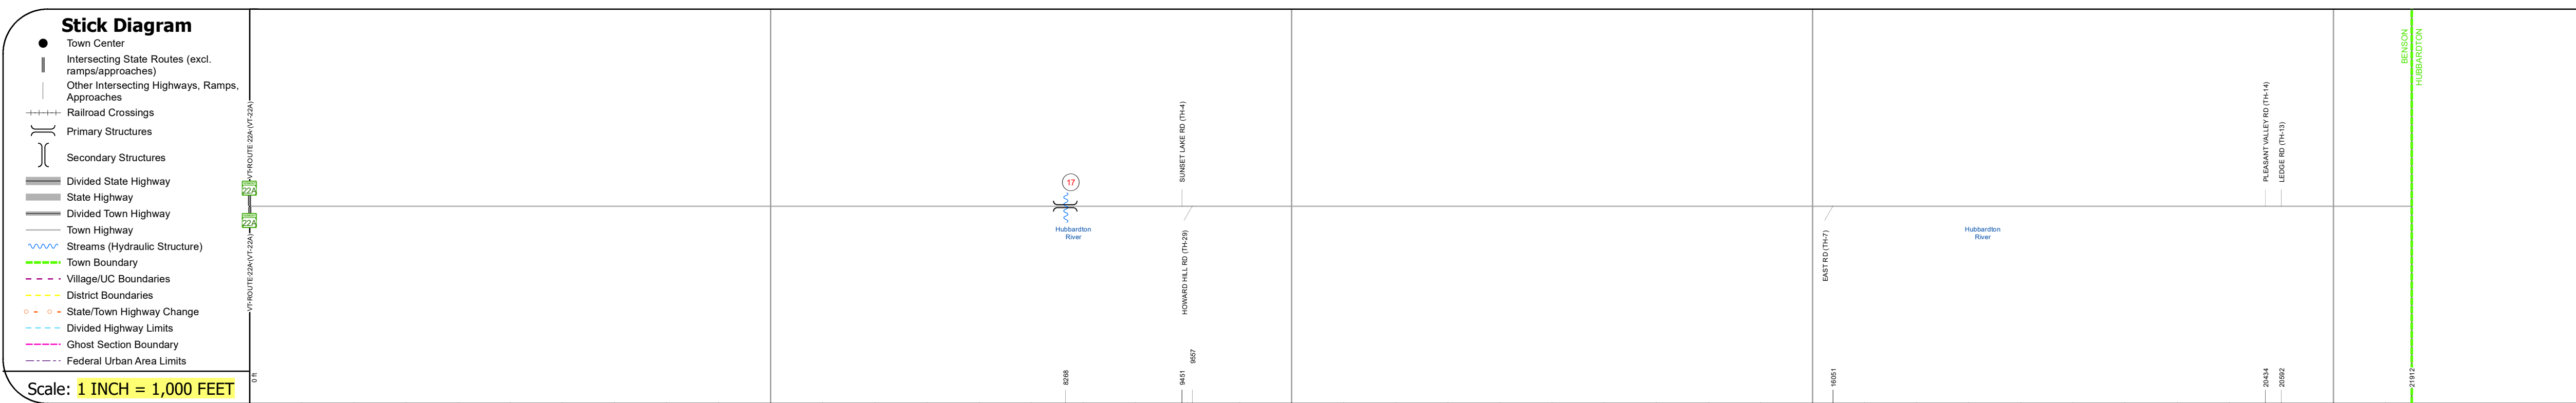 Stick Diagram
Town Center
Intersecting State Routes (excl.
ramps/approaches)
Other Intersecting Highways, Ramps,
Approaches
Railroad Crossings
Primary Structures
Secondary Structures
Divided State Highway
State Highway
Divided Town Highway
Town Highway
Streams (Hydraulic Structure)
Town Boundary
Village/UC Boundaries
District Boundaries
State/Town Highway Change
Divided Highway Limits
Ghost Section Boundary
Federal Urban Area Limits
Scale: 1 INCH = 1,000 FEET
VT-ROUTE-22A-(VT-22A)
22A
22A
VT-ROUTE-22A-(VT-22A)
0 ft
17
Hubbardton
River
8268
SUNSET LAKE RD (TH-4)
HOWARD HILL RD (TH-29)
9451
9557
EAST RD (TH-7)
16051
Hubbardton
River
PLEASANT VALLEY RD (TH-14)
LEDGE RD (TH-13)
20434
20592
BENSON
HUBBARDTON
21912